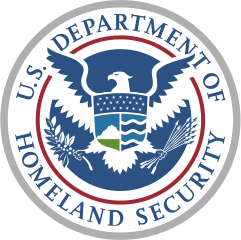 U.S. DEPARTMENT OF
HOMELAND SECURITY